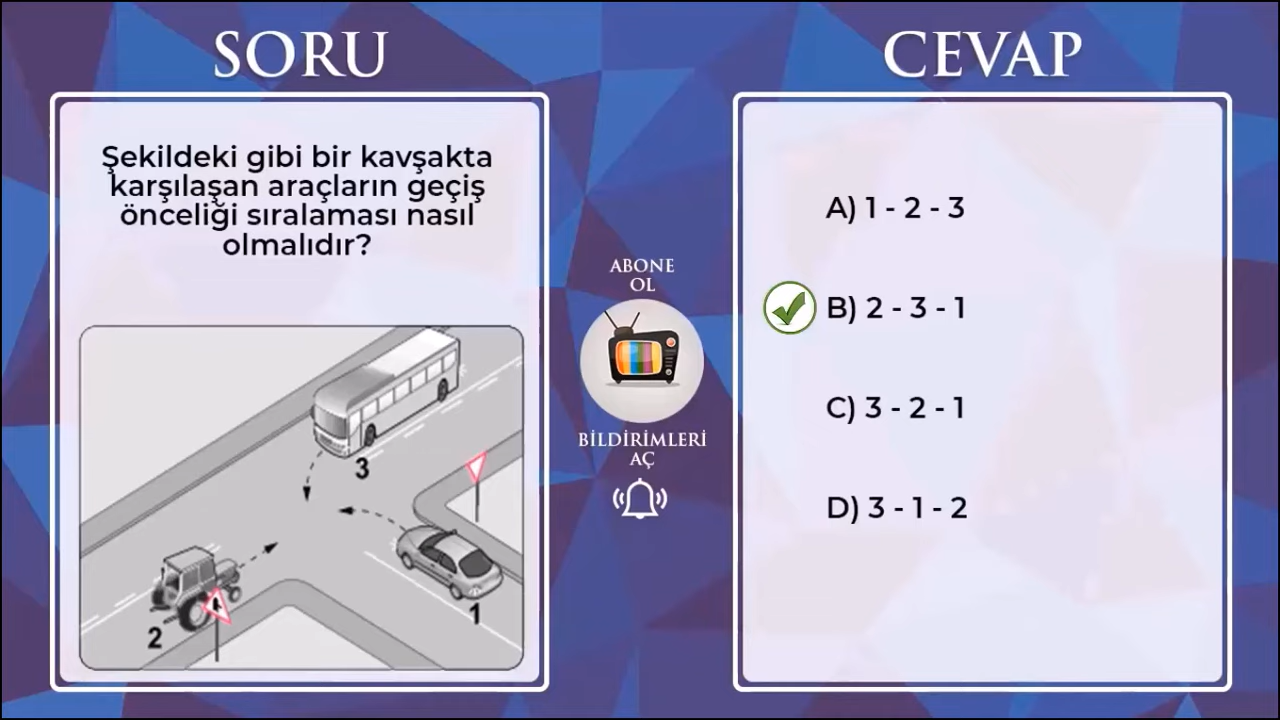 SORU
Şekildeki gibi bir kavşakta
karşılaşan araçların geçiş
önceliği sıralaması nasıl
olmalıdır?
3
1
2
ABONE
OL
BİLDİRİMLERİ
AÇ
CEVAP
A) 1 - 2 - 3
B) 2 - 3 - 1
C) 3 - 2 - 1
D) 3 - 1 - 2